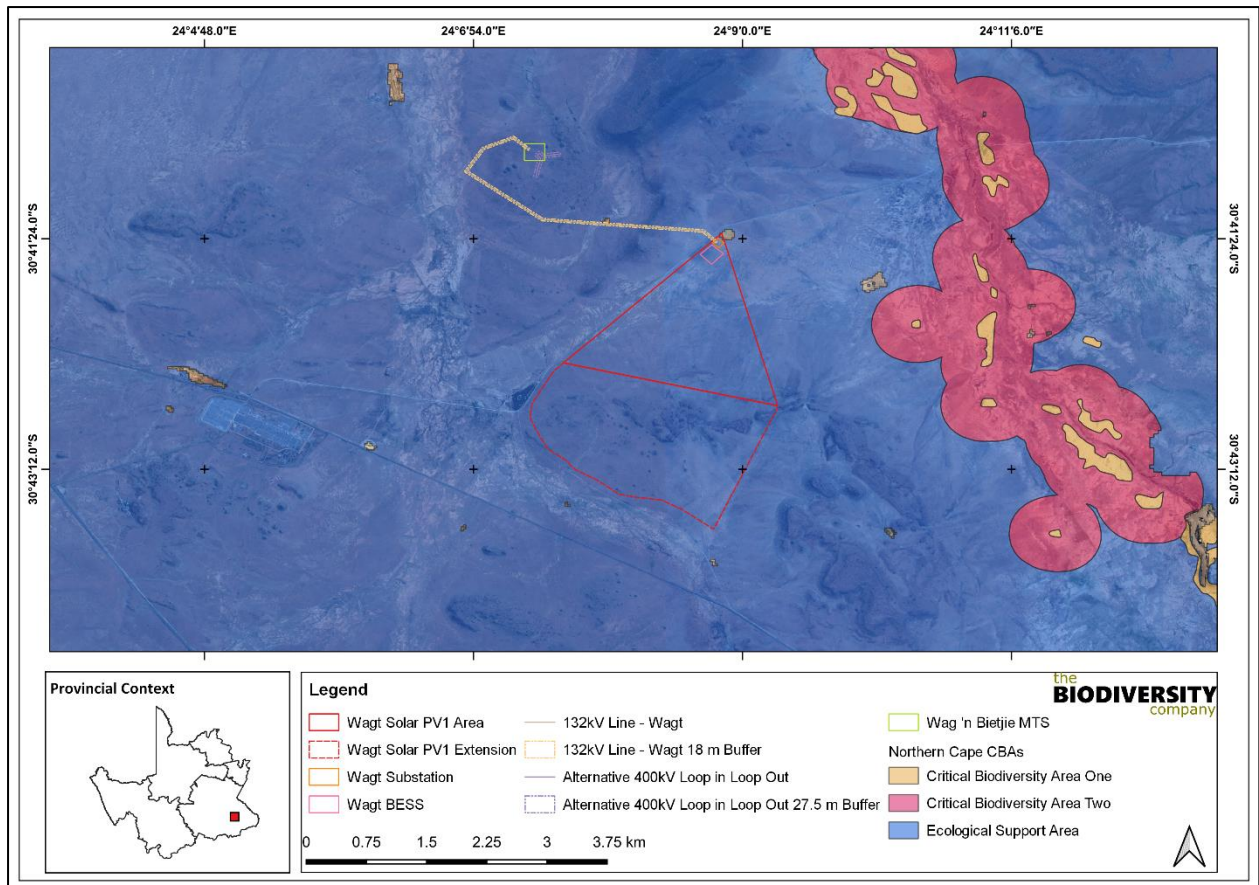 24°4'48.0"E 24°6'54.0"E 24°9'0.0"E 24°11'6.0"E
30°41'24.0"S 30°41'24.0"S
30°43'12.0"S 30°43'12.0"S
Provincial Context
Legend
Wagt Solar PV1 Area
Wagt Solar PV1 Extension
Wagt Substation
Wagt BESS
132kV Line - Wagt
132kV Line - Wagt 18 m Buffer
Alternative 400kV Loop in Loop Out
Alternative 400kV Loop in Loop Out 27.5 m Buffer
the
BIODIVERSITY
company
Wag 'n Bietjie MTS
Northern Cape CBAs
Critical Biodiversity Area One
Critical Biodiversity Area Two
Ecological Support Area
0 0.75 1.5 2.25 3 3.75 km